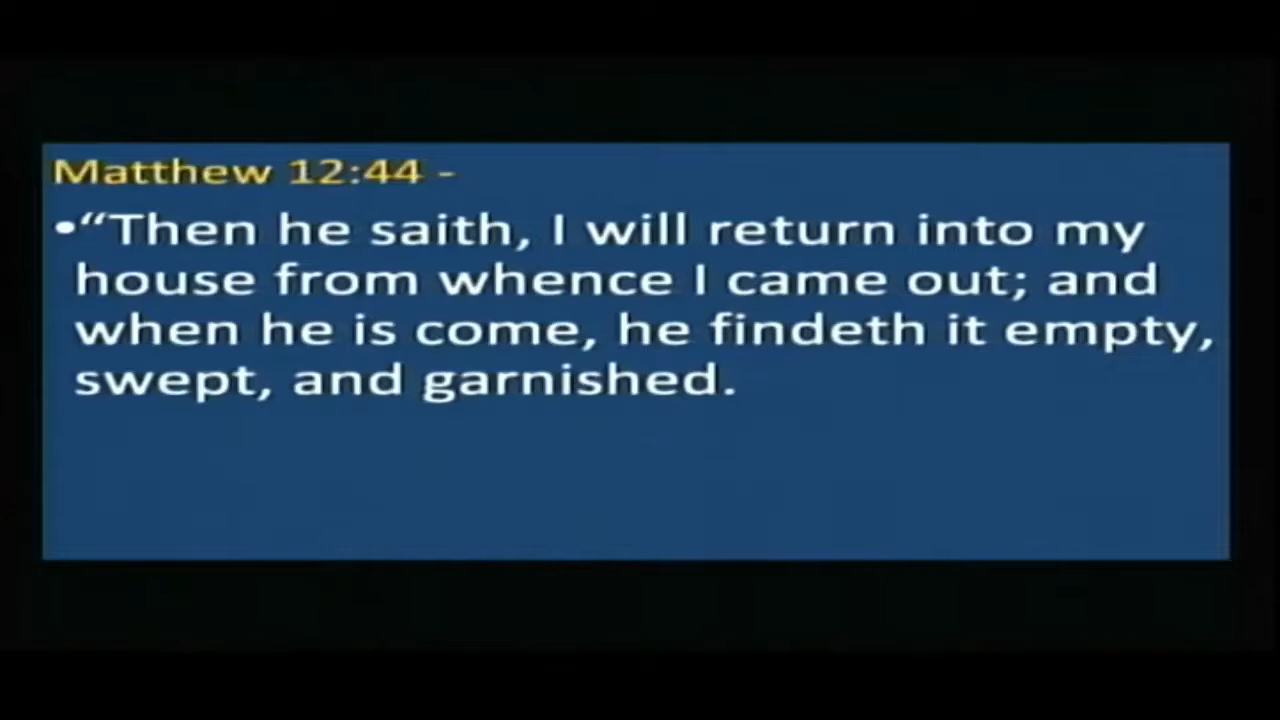 Matthew 12:44 -
•“Then he saith, I will return into my
house from whence I came out; and
when he is come, he findeth it empty,
swept, and garnished.